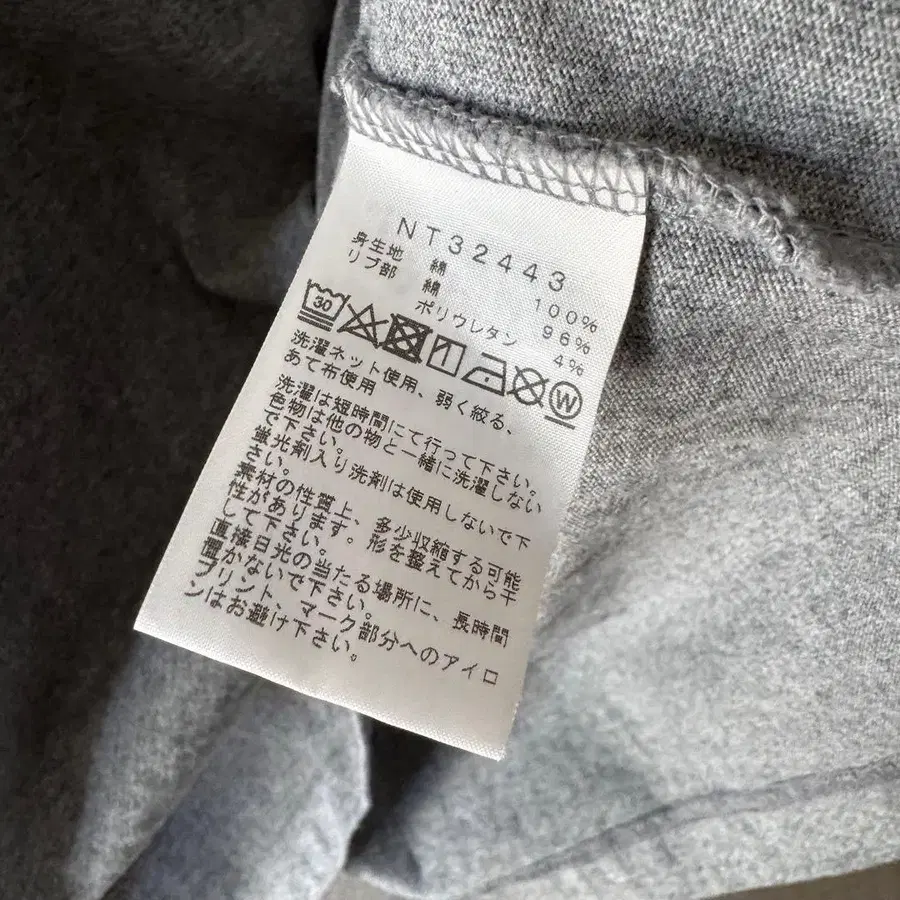 NT32443
身生地 綿 100%
リブ部 綿 96%
ポリウレタン 4%
30 W
洗濯ネット使用、弱く絞る、
あて布使用
洗濯は短時間にて行って下さい。
色物は他の物と一緒に洗濯しない
で下さい。
蛍光剤入り洗剤は使用しないで下
さい。
素材の性質上、多少収縮する可能
性があります。形を整えてから干
して下さい。
直接日光の当たる場所に、長時間
置かないで下さい。
プリント、マーク部分へのアイロ
ンはお避け下さい。